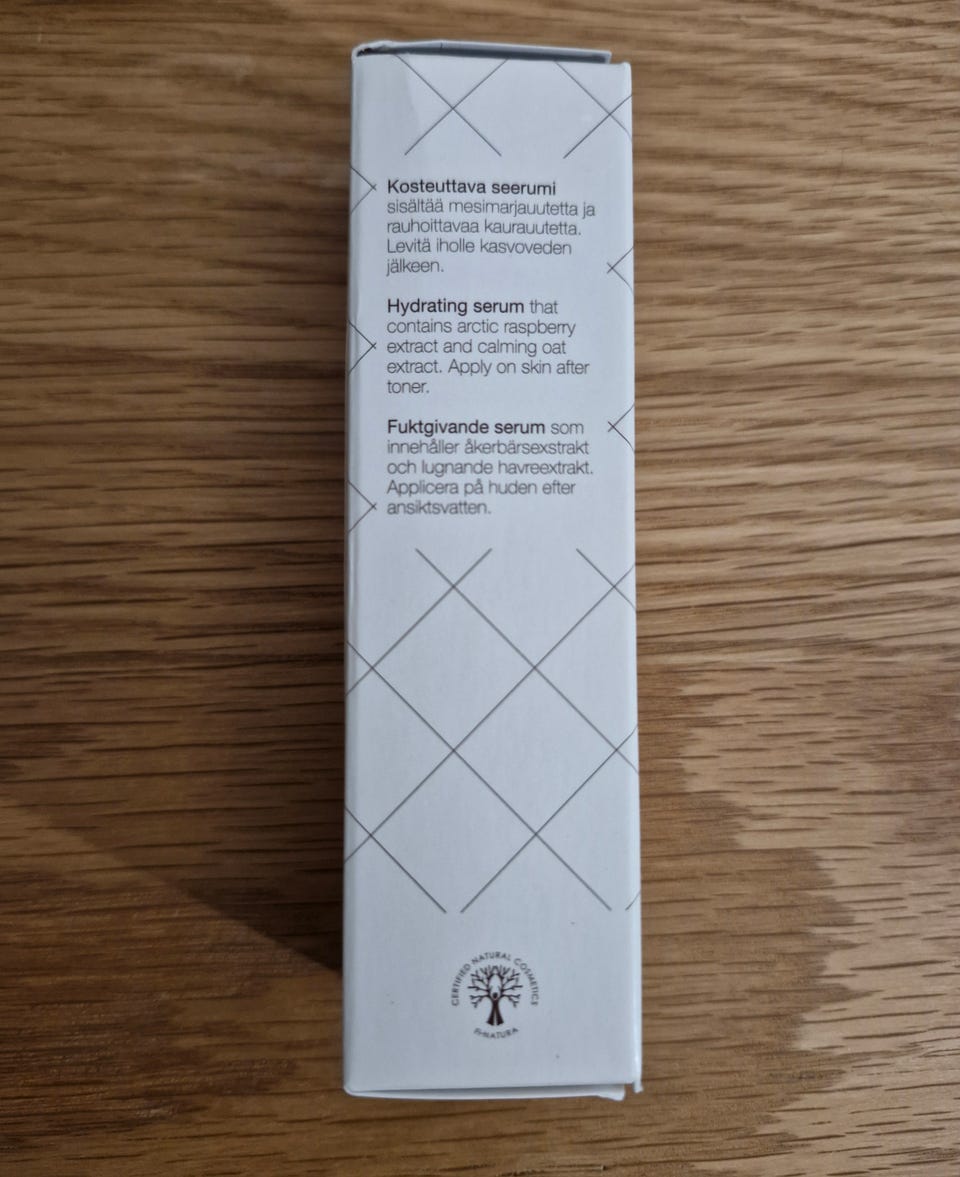 Kosteuttava seerumi
sisältää mesimarjauutetta ja
rauhoittavaa kaurauutetta.
Levitä iholle kasvoveden
jälkeen.
Hydrating serum that
contains arctic raspberry
extract and calming oat
extract. Apply on skin after
toner.
Fuktgivande serum som
innehåller åkerbärsexstrakt
och lugnande havreextrakt.
Applicera på huden efter
ansiktsvatten.
CERTIFIED NATURAL COSMETICS
FI-NATURA